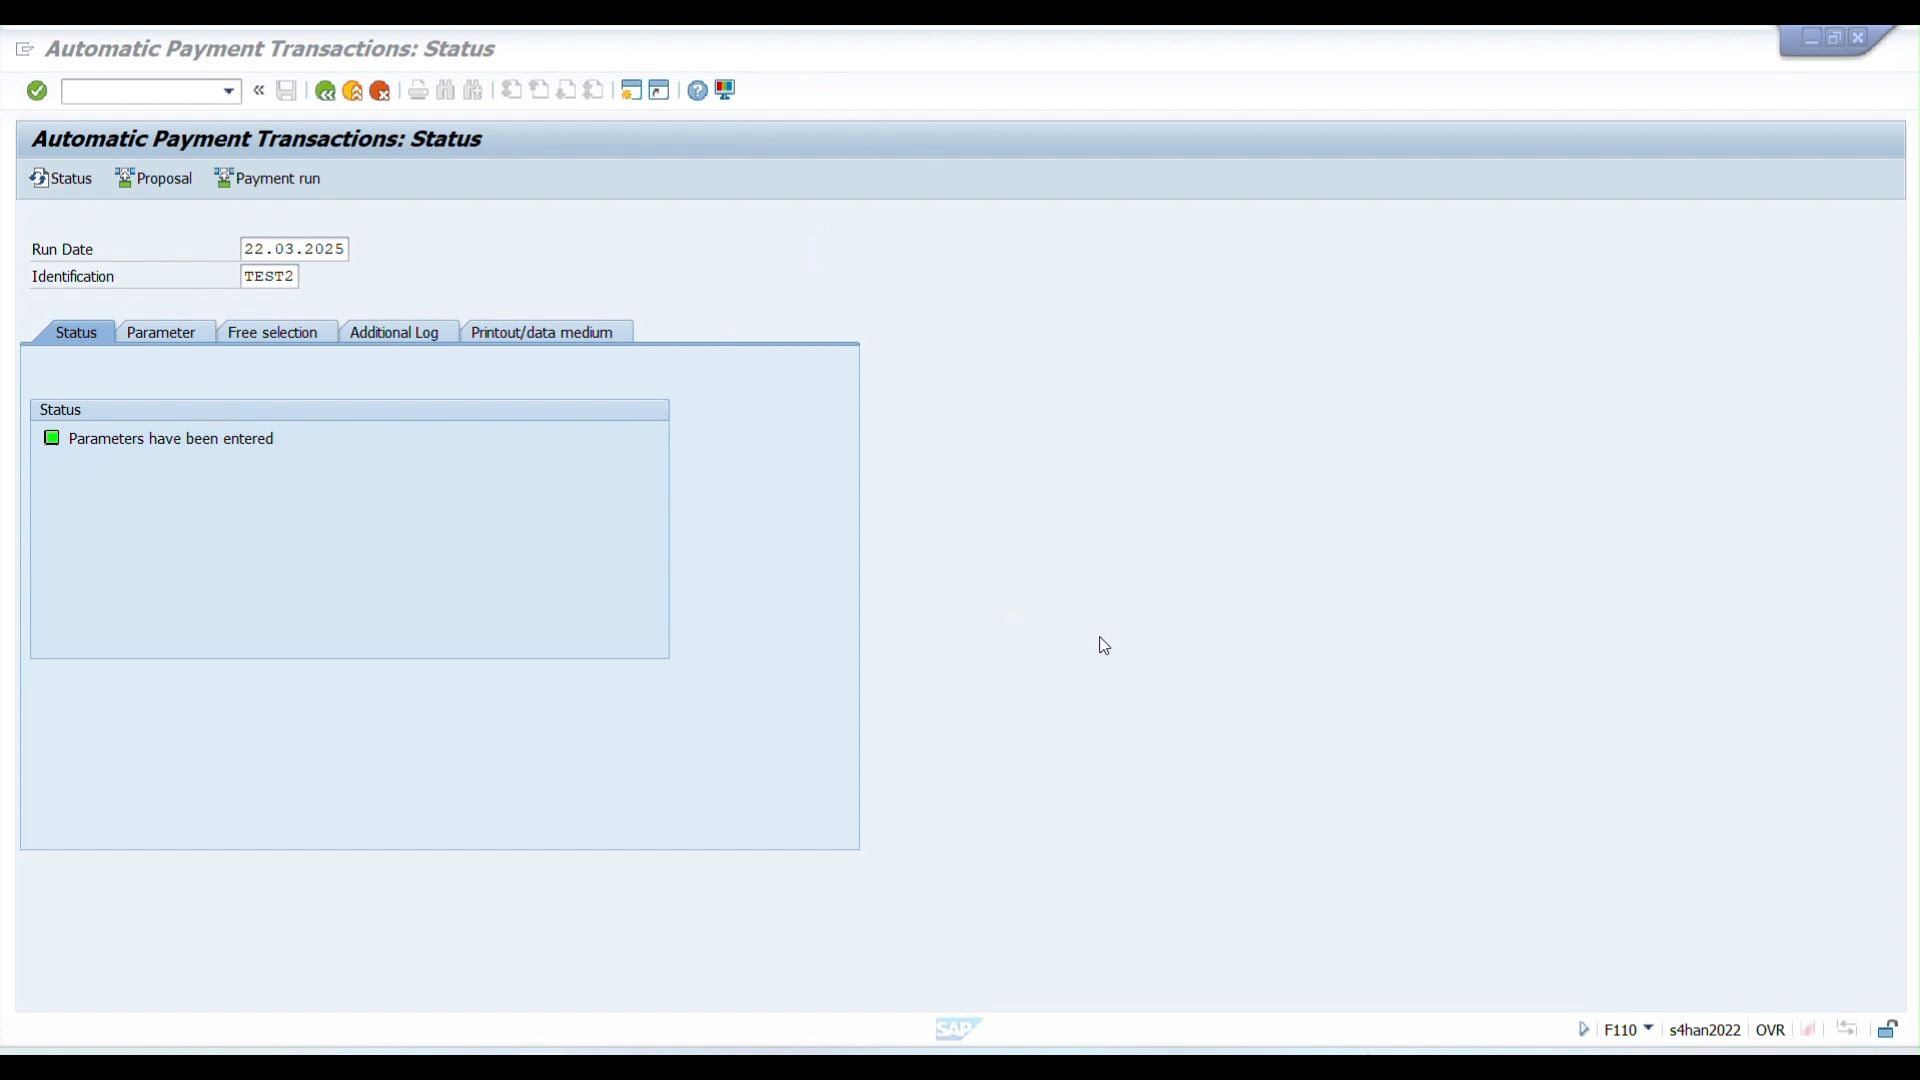 Automatic Payment Transactions: Status
Automatic Payment Transactions: Status
Status Proposal Payment run
Run Date 22.03.2025
Identification TEST2
Status Parameter Free selection Additional Log Printout/data medium
Status
Parameters have been entered
SAP F110 s4han2022 OVR